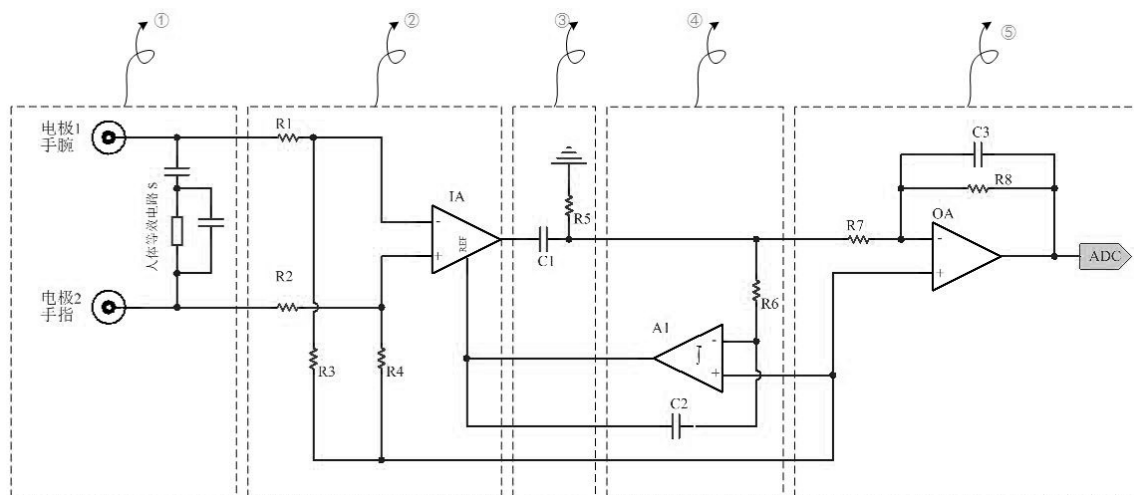 ①
②
③
④
⑤
电极1
手腕
人体等效电路 S
电极2
手指
R1
R2
R3
R4
IA
-
+
REF
C1
R5
R6
A1
-
∫
+
C2
R7
C3
R8
OA
-
+
ADC